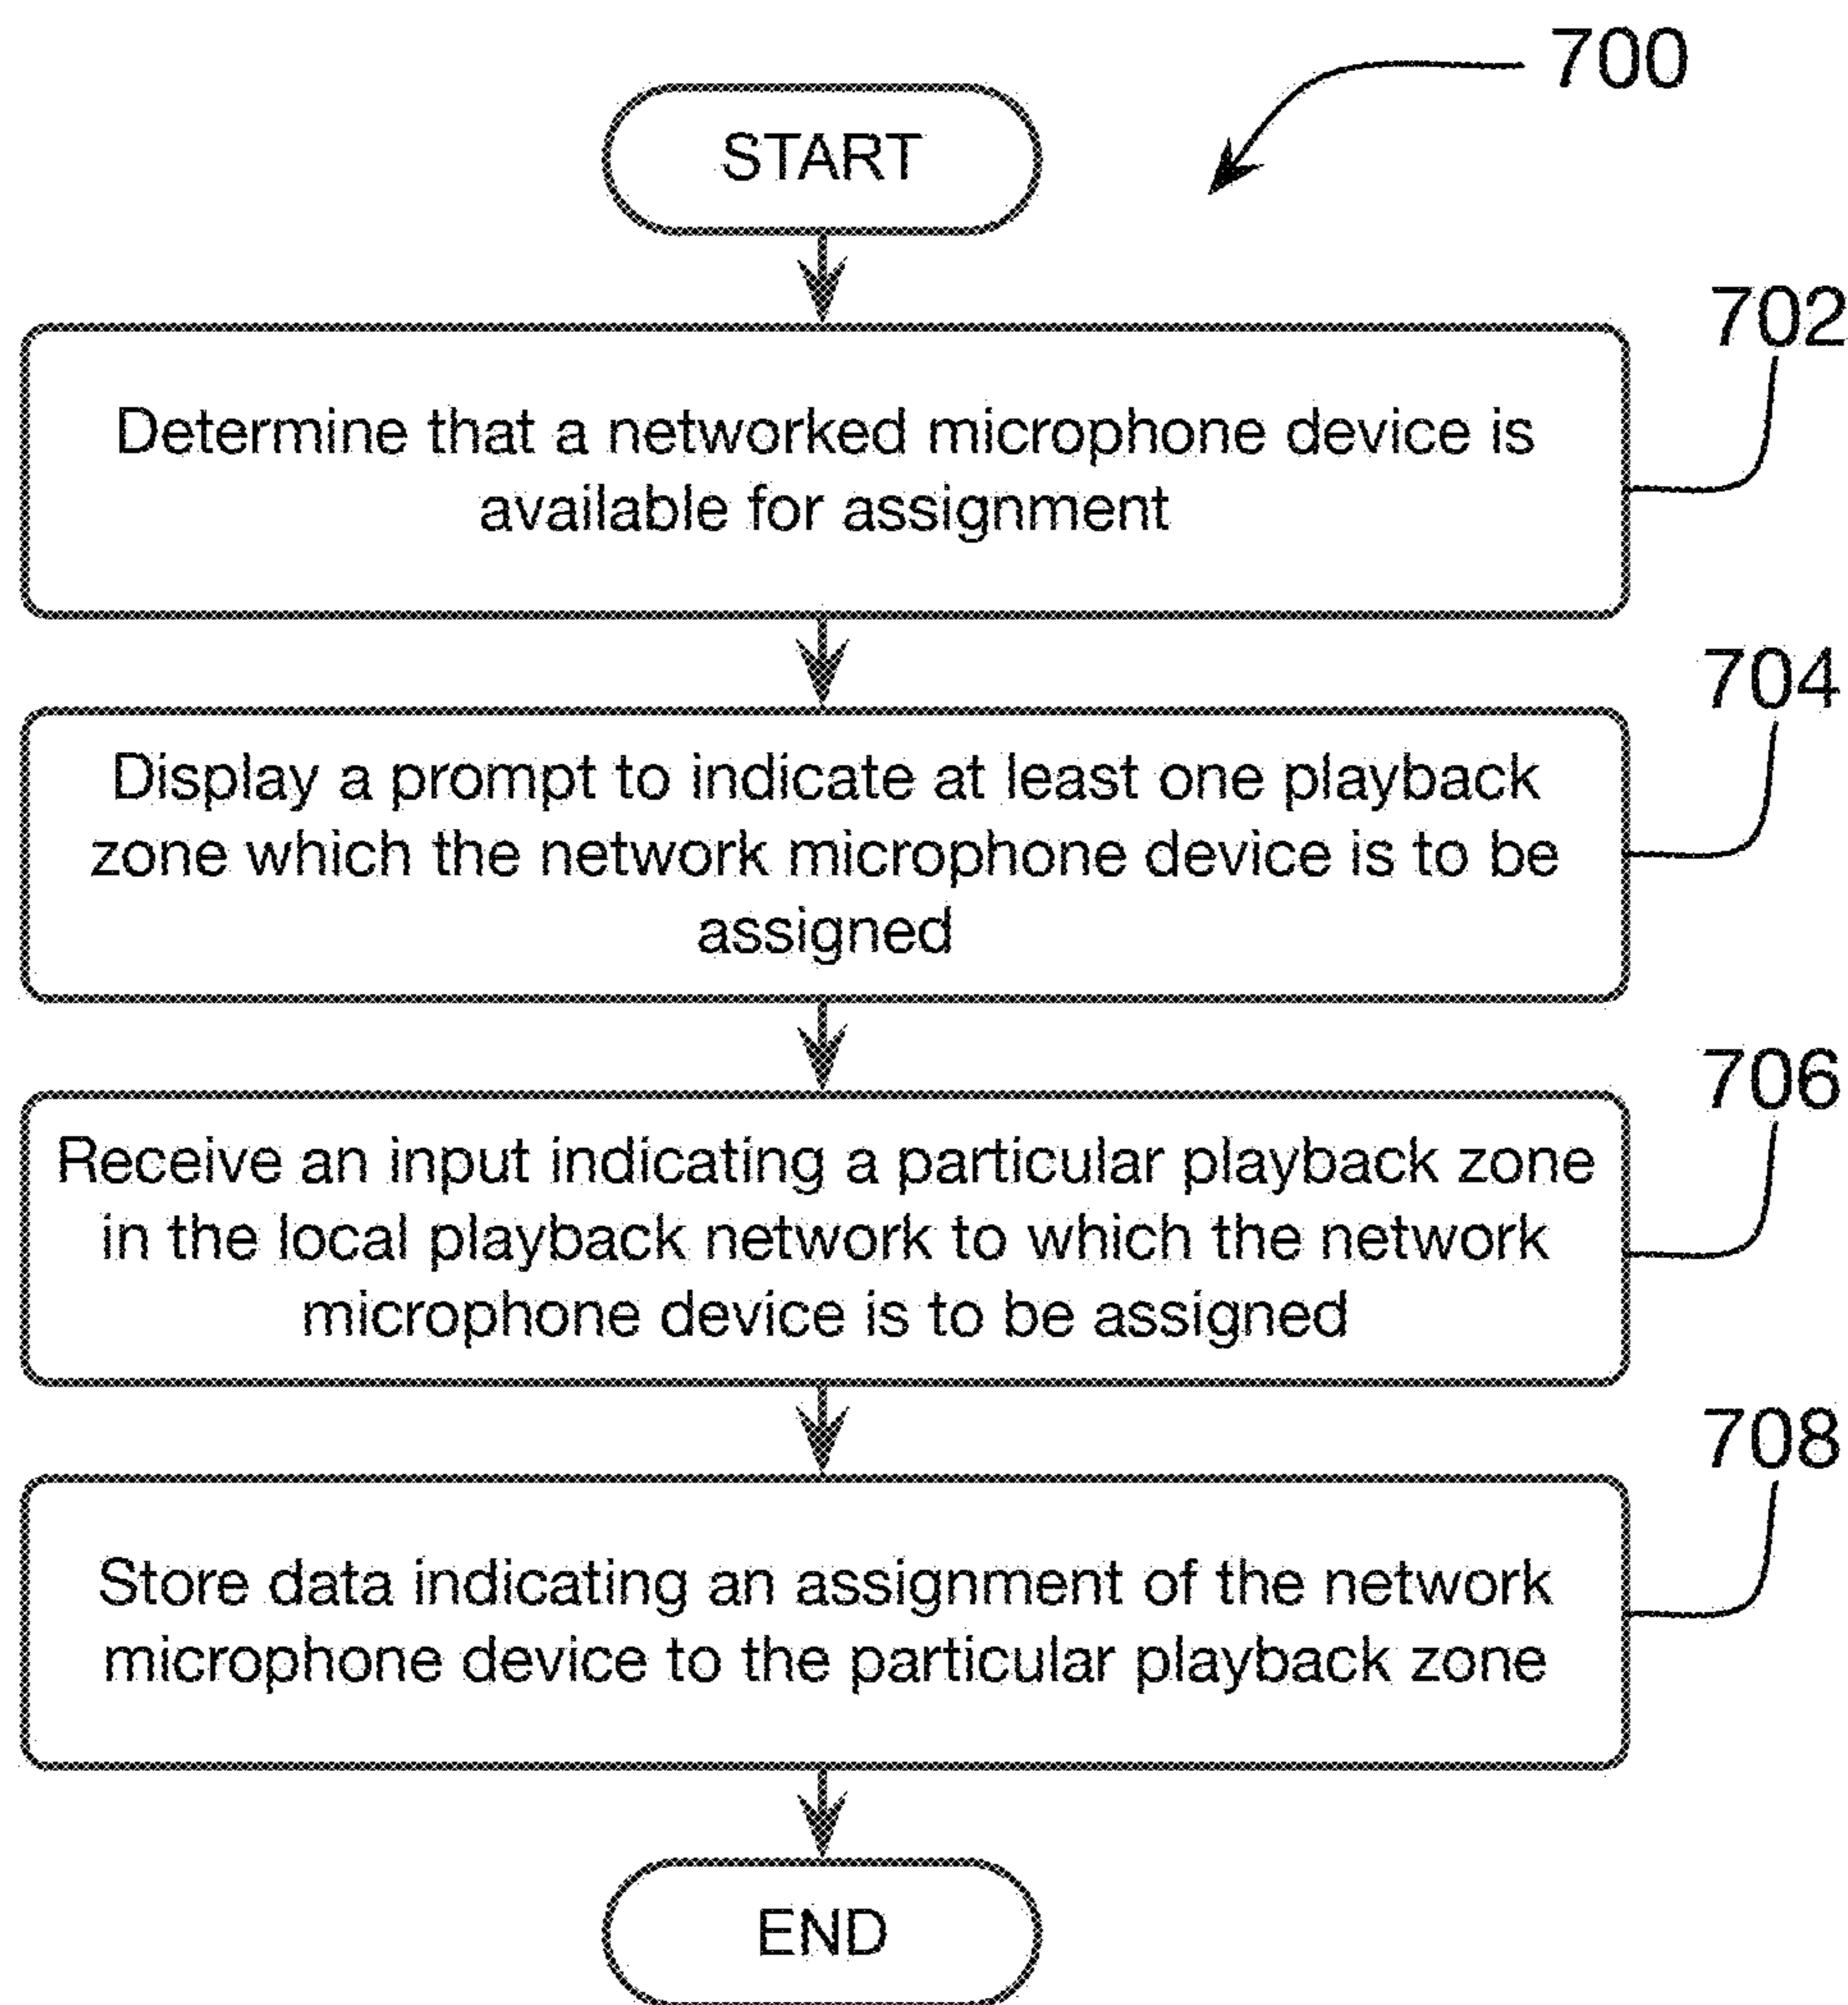 700
START
702
Determine that a networked microphone device is
available for assignment
704
Display a prompt to indicate at least one playback
zone which the network microphone device is to be
assigned
706
Receive an input indicating a particular playback zone
in the local playback network to which the network
microphone device is to be assigned
708
Store data indicating an assignment of the network
microphone device to the particular playback zone
END